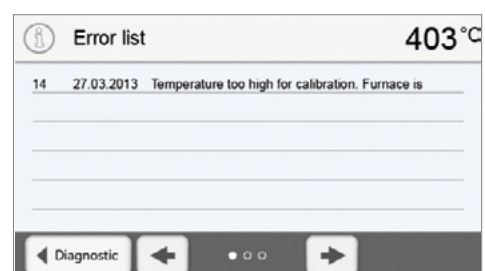 Error list
403°C
14 27.03.2013 Temperature too high for calibration. Furnace is
Diagnostic